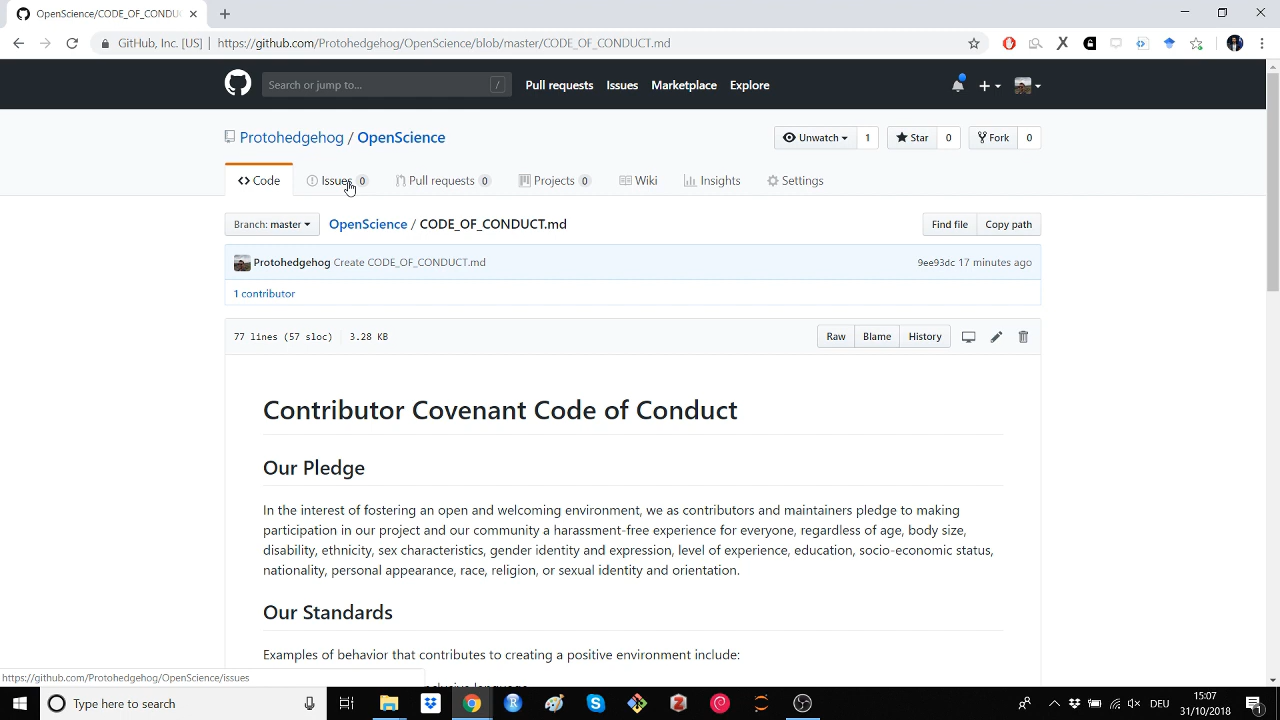 OpenScience/CODE_OF_CONDU
GitHub, Inc. [US] | https://github.com/Protohedgehog/OpenScience/blob/master/CODE_OF_CONDUCT.md
Search or jump to... / Pull requests Issues Marketplace Explore
Protohedgehog / OpenScience Unwatch 1 Star 0 Fork 0
Code Issues 0 Pull requests 0 Projects 0 Wiki Insights Settings
Branch: master OpenScience / CODE_OF_CONDUCT.md Find file Copy path
Protohedgehog Create CODE_OF_CONDUCT.md 9ee93dc 17 minutes ago
1 contributor
77 lines (57 sloc) 3.28 KB Raw Blame History
Contributor Covenant Code of Conduct
Our Pledge
In the interest of fostering an open and welcoming environment, we as contributors and maintainers pledge to making
participation in our project and our community a harassment-free experience for everyone, regardless of age, body size,
disability, ethnicity, sex characteristics, gender identity and expression, level of experience, education, socio-economic status,
nationality, personal appearance, race, religion, or sexual identity and orientation.
Our Standards
Examples of behavior that contributes to creating a positive environment include:
https://github.com/Protohedgehog/OpenScience/issues
Type here to search DEU 15:07
31/10/2018 1